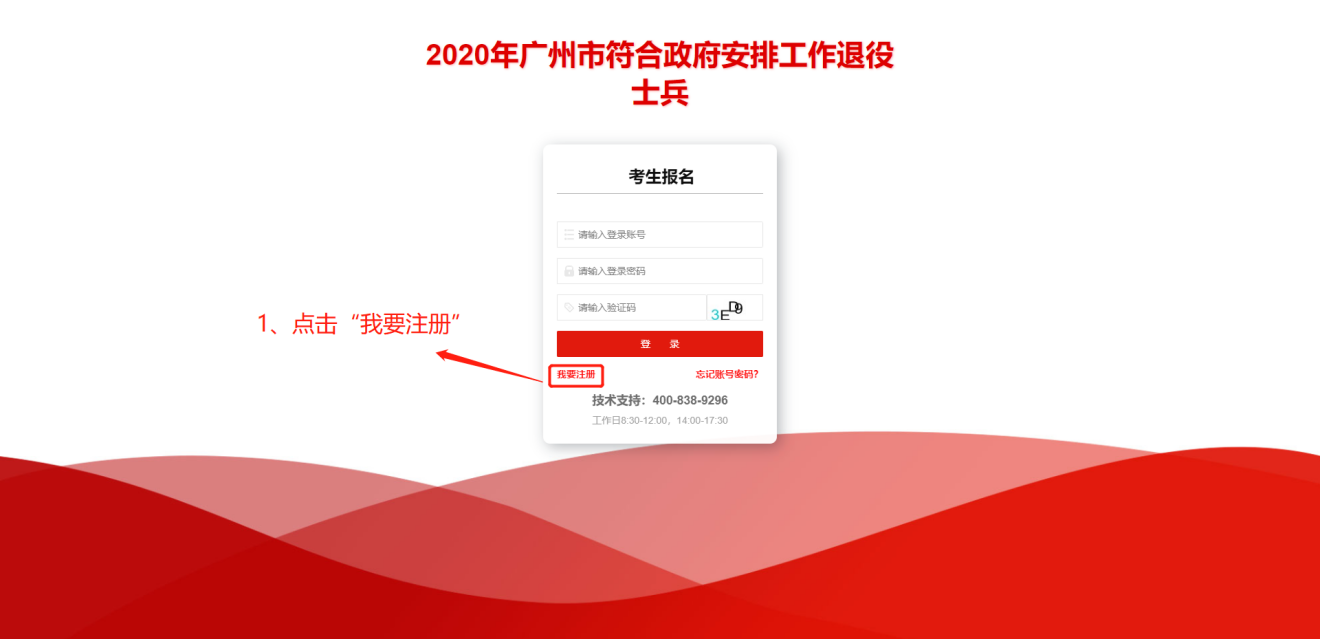 2020年广州市符合政府安排工作退役
士兵
考生报名
请输入登录账号
请输入登录密码
请输入验证码
3ED9
登 录
我要注册
忘记账号密码?
技术支持：400-838-9296
工作日8:30-12:00，14:00-17:30
1、点击“我要注册”